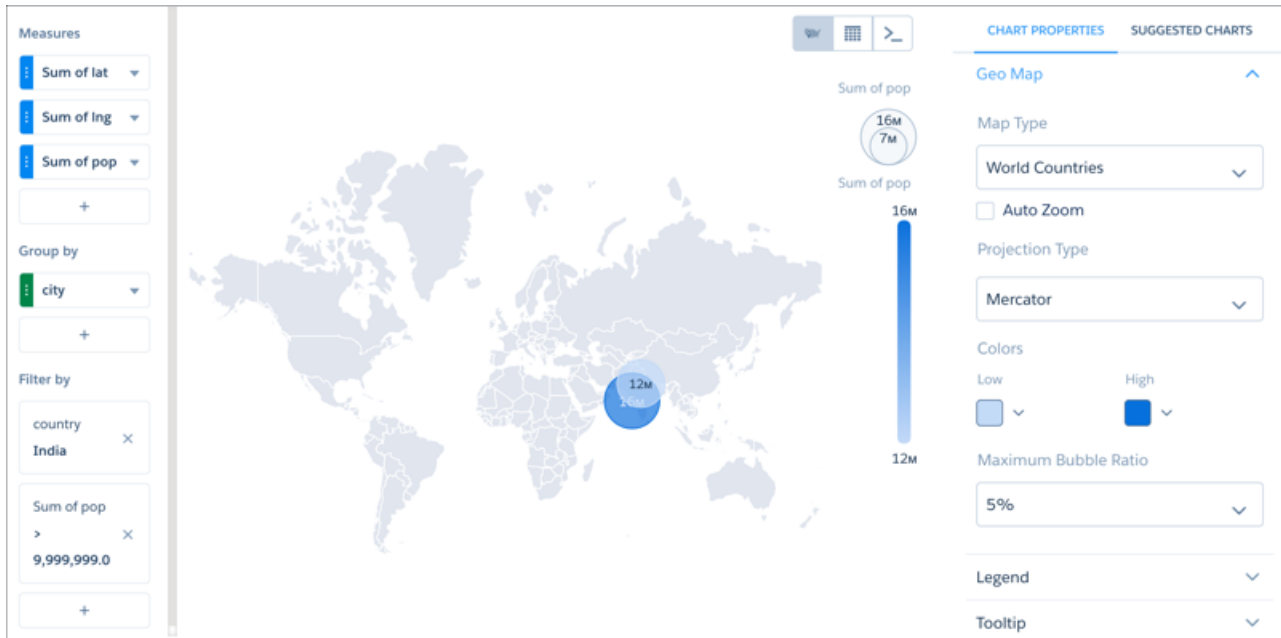 Measures
Sum of lat
Sum of lng
Sum of pop
+
Group by
city
+
Filter by
country
India
Sum of pop
>
9,999,999.0
+
12M
16M
>_
Sum of pop
16M
7M
Sum of pop
16M
12M
CHART PROPERTIES
SUGGESTED CHARTS
Geo Map
Map Type
World Countries
Auto Zoom
Projection Type
Mercator
Colors
Low
High
Maximum Bubble Ratio
5%
Legend
Tooltip